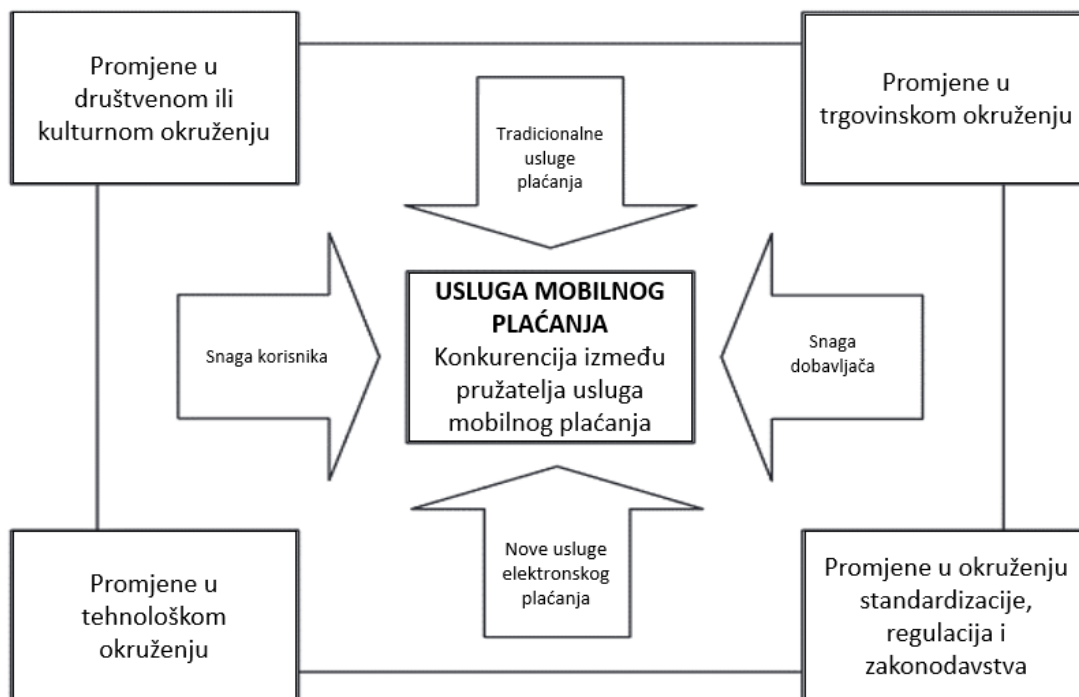 Promjene u
društvenom ili
kulturnom okruženju
Promjene u
trgovinskom okruženju
Tradicionalne
usluge
plaćanja
Snaga korisnika
USLUGA MOBILNOG
PLAĆANJA
Konkurencija između
pružatelja usluga
mobilnog plaćanja
Snaga
dobavljača
Nove usluge
elektronskog
plaćanja
Promjene u
tehnološkom
okruženju
Promjene u okruženju
standardizacije,
regulacija i
zakonodavstva